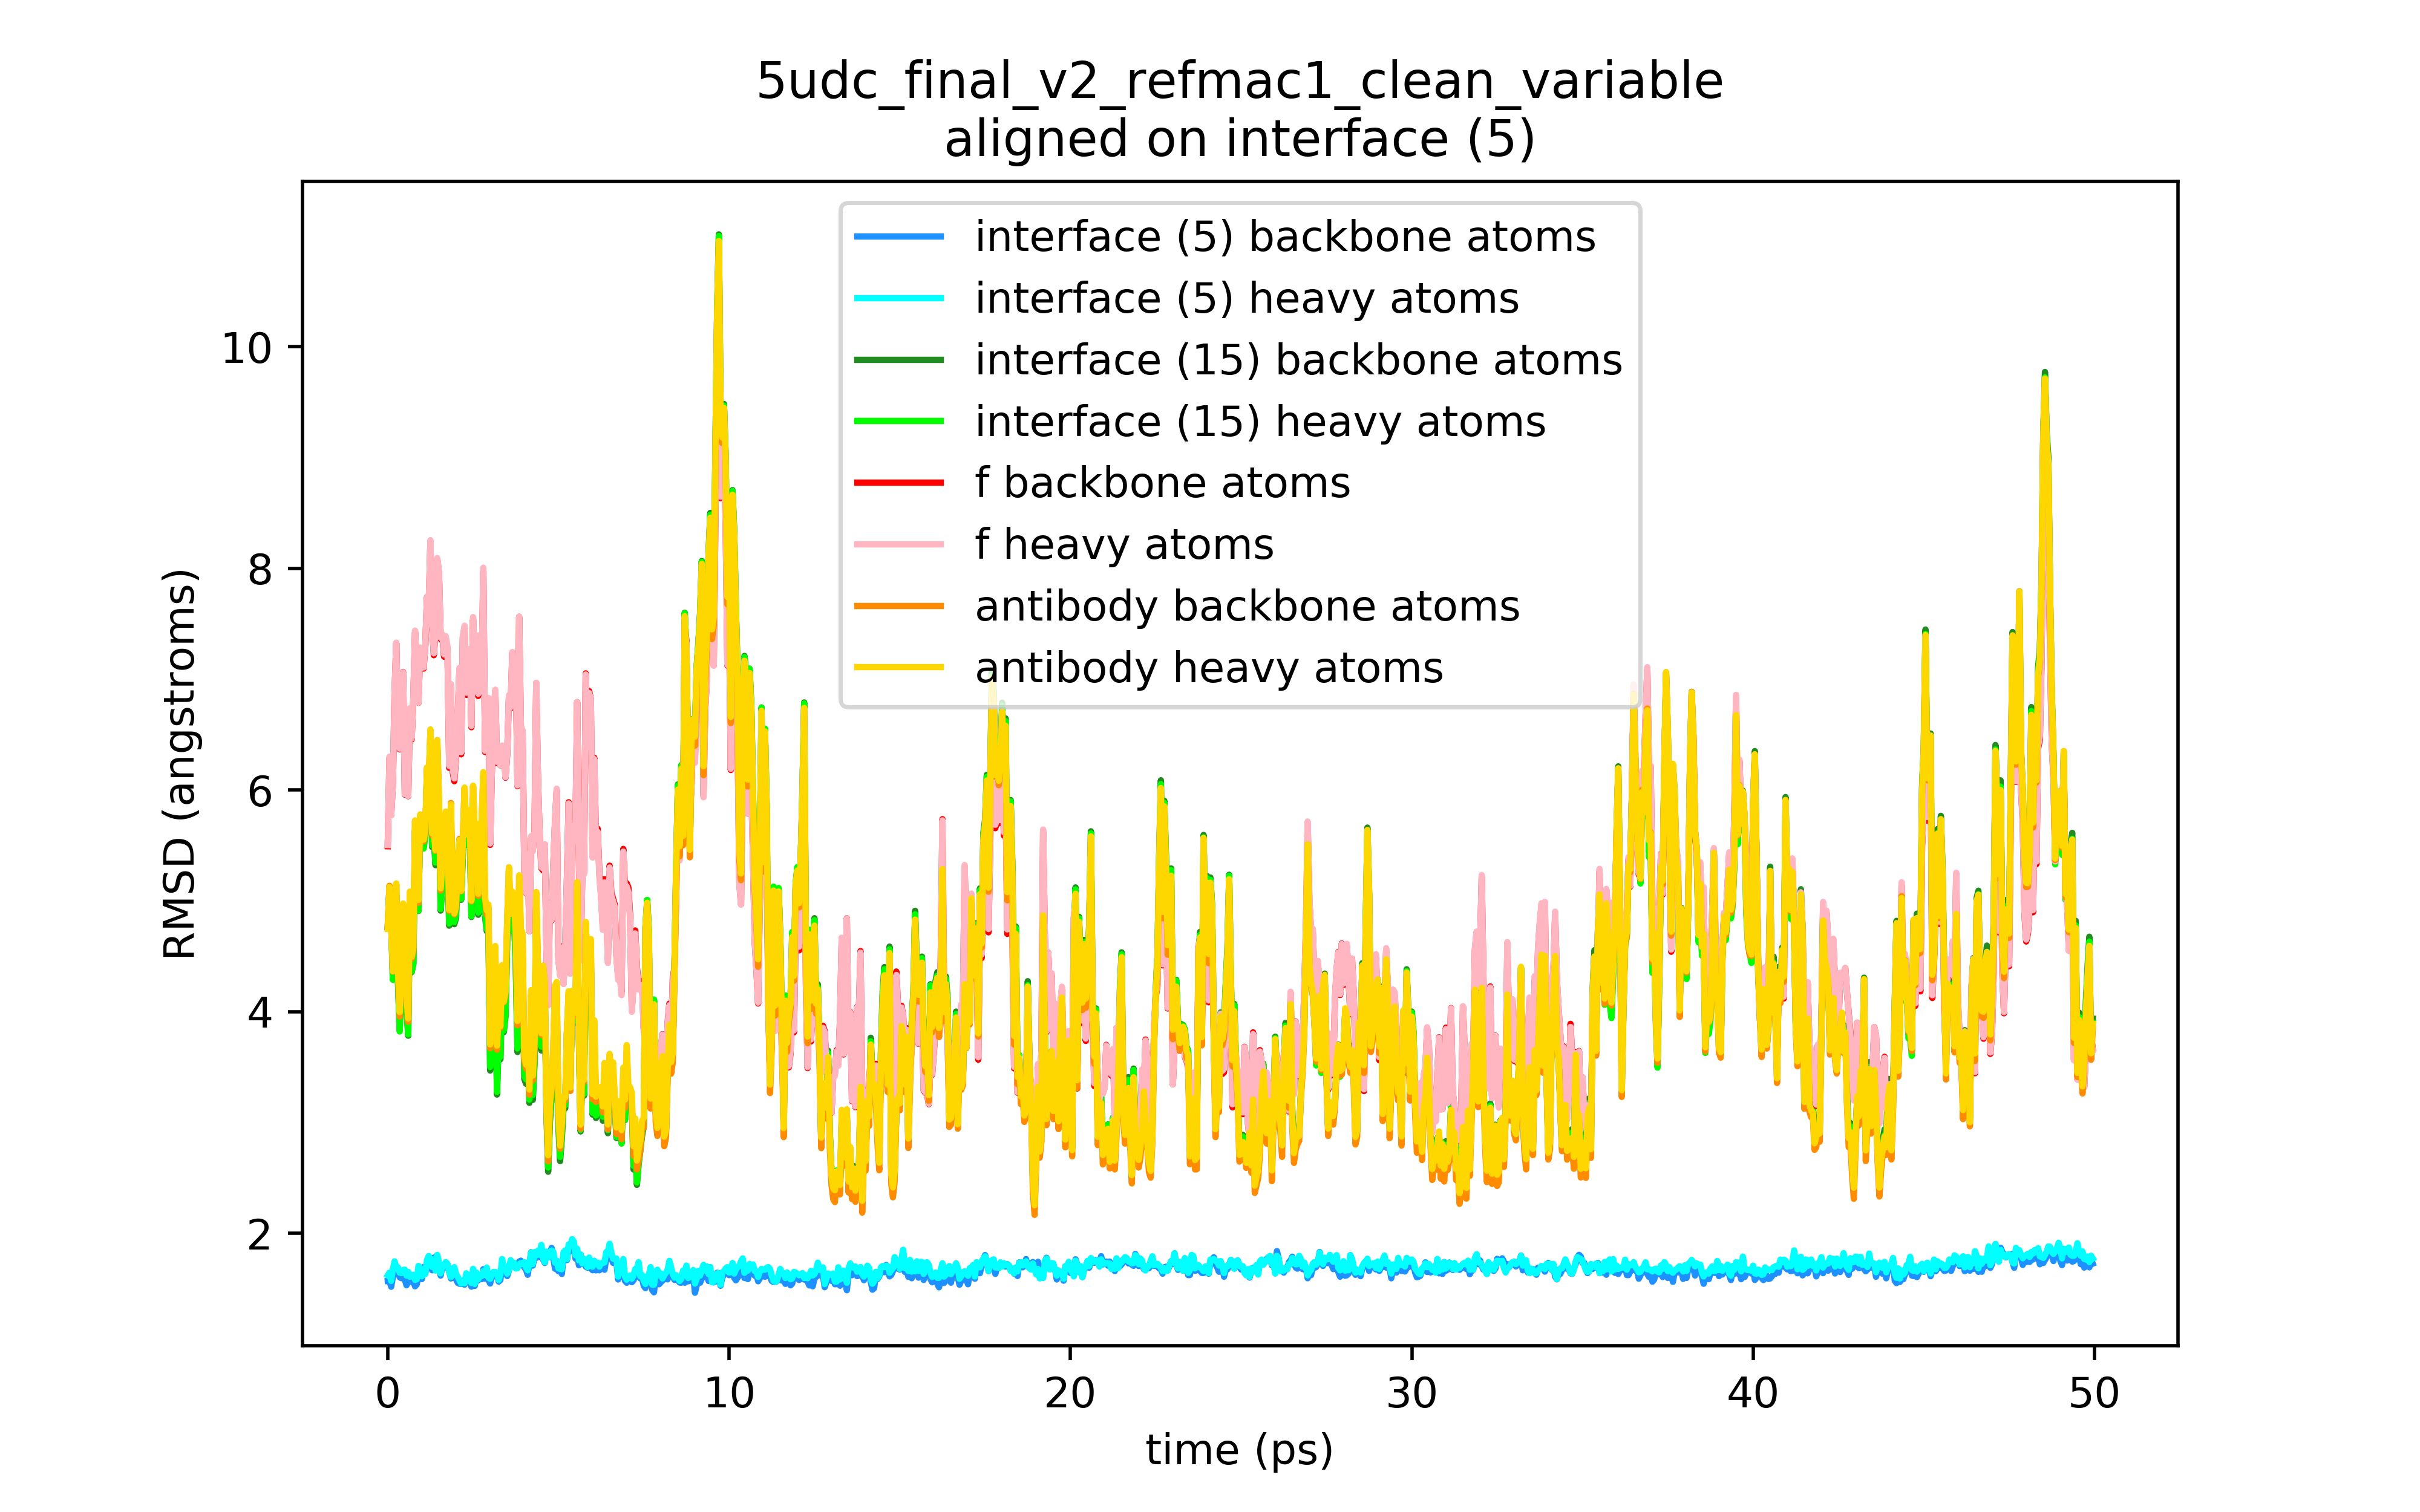 5udc_final_v2_refmac1_clean_variable
aligned on interface (5)
interface (5) backbone atoms
interface (5) heavy atoms
interface (15) backbone atoms
interface (15) heavy atoms
f backbone atoms
f heavy atoms
antibody backbone atoms
antibody heavy atoms
RMSD (angstroms)
10
8
6
4
2
0
10
20
30
40
50
time (ps)